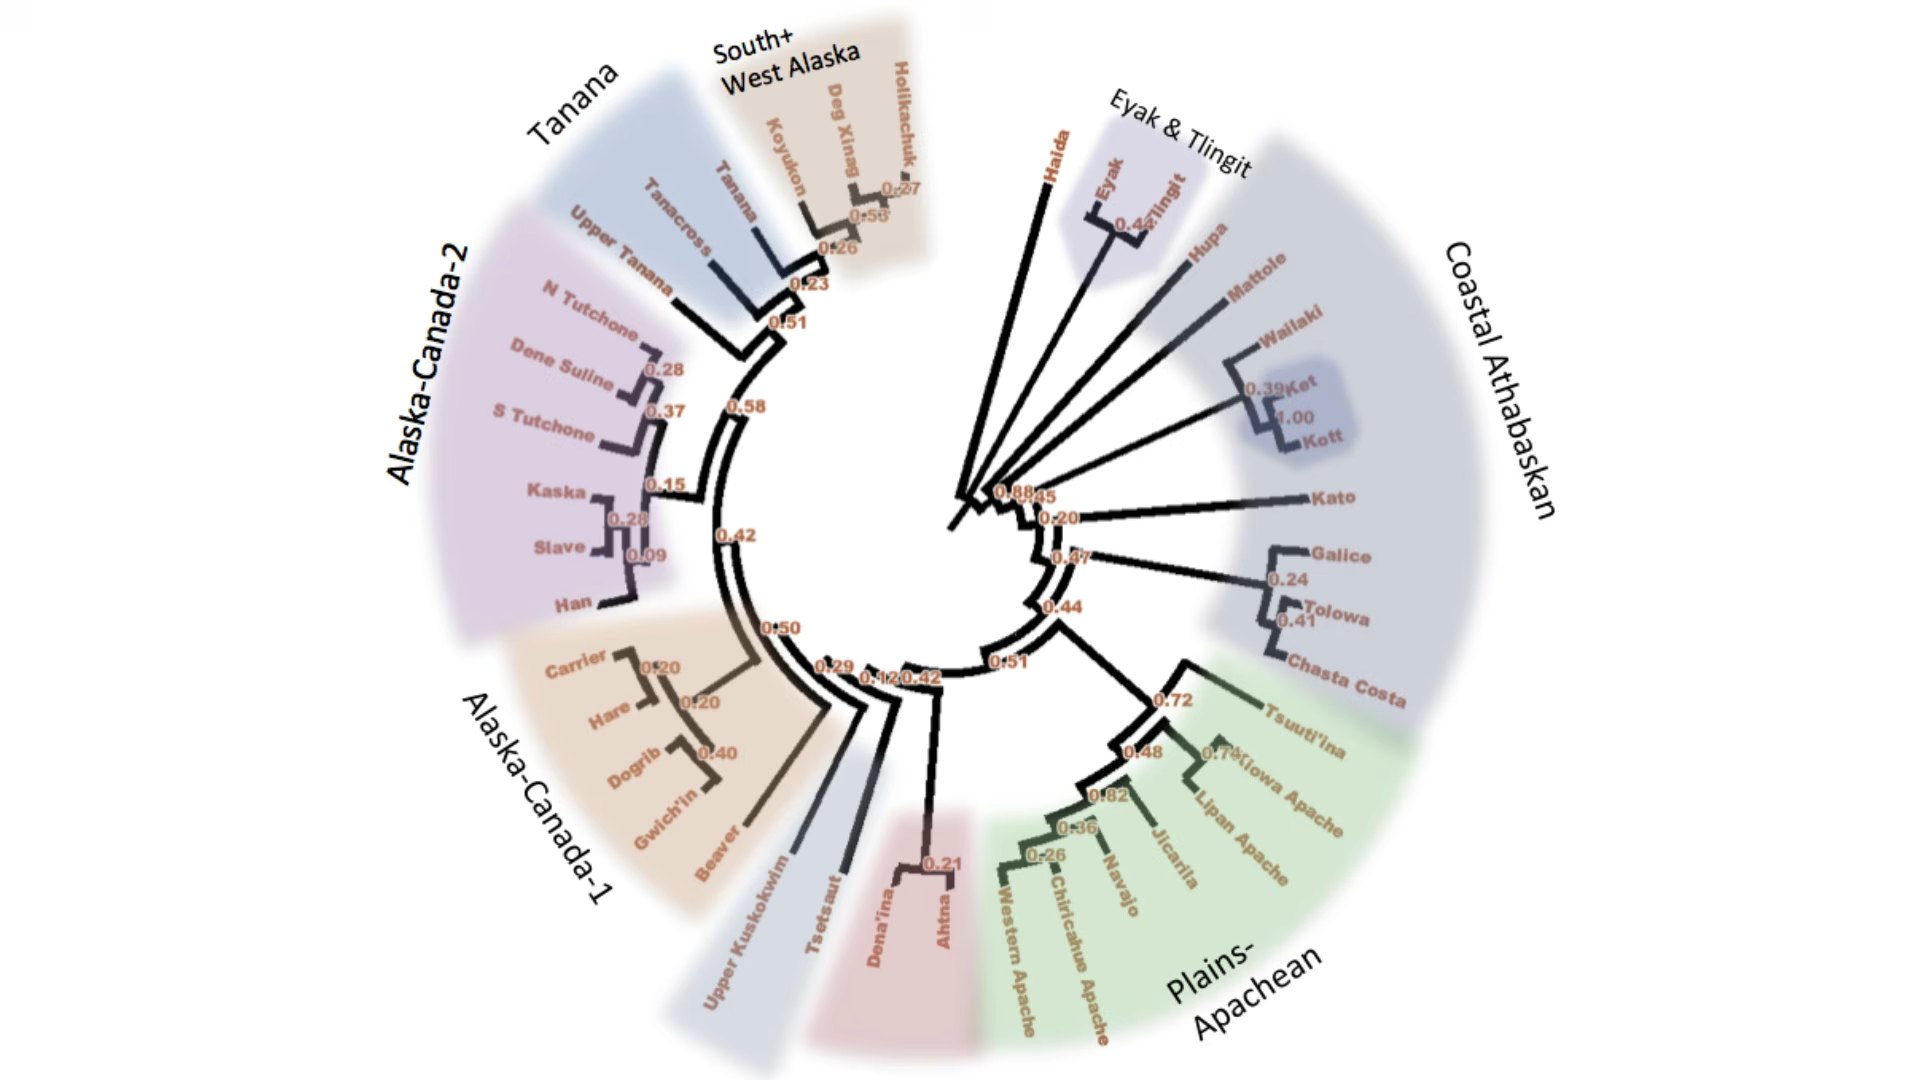 South+
West Alaska
Tanana
Alaska-Canada-2
Alaska-Canada-1
Eyak & Tlingit
Coastal Athabaskan
Plains-
Apachean
Haida
Eyak
Tlingit
0.44
Hupa
Mattole
Wailaki
0.39
Ket
1.00
Kott
Kato
Galice
0.24
Tolowa
0.41
Chasta Costa
Tsuuti'ina
0.72
0.74
Kiowa Apache
Lipan Apache
0.48
Jicarila
0.82
Navajo
0.36
Chiricahue Apache
0.26
Western Apache
Ahtna
0.21
Dena'ina
Tsetsaut
Upper Kuskokwim
Beaver
Gwich'in
0.40
Dogrib
0.20
Hare
0.20
Carrier
Han
0.09
Slave
0.28
Kaska
0.15
S Tutchone
0.37
Dene Suline
0.28
N Tutchone
Upper Tanana
Tanacross
Tanana
Koyukon
Deg Xinag
Holikachuk
0.27
0.53
0.26
0.23
0.51
0.58
0.42
0.50
0.29
0.12
0.42
0.51
0.44
0.47
0.20
0.88